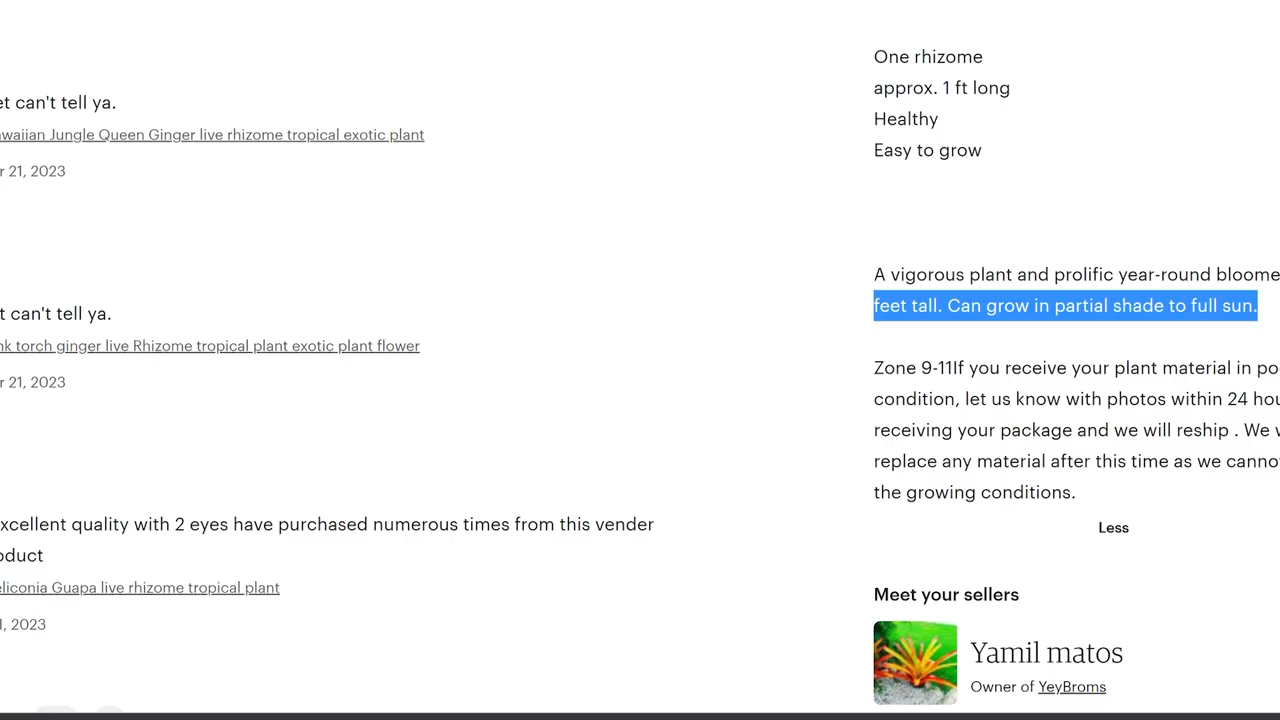 et can't tell ya.
awaiian Jungle Queen Ginger live rhizome tropical exotic plant
r 21, 2023
t can't tell ya.
nk torch ginger live Rhizome tropical plant exotic plant flower
r 21, 2023
xcellent quality with 2 eyes have purchased numerous times from this vender
oduct
eliconia Guapa live rhizome tropical plant
1, 2023
One rhizome
approx. 1 ft long
Healthy
Easy to grow
A vigorous plant and prolific year-round bloome
feet tall. Can grow in partial shade to full sun.
Zone 9-11If you receive your plant material in po
condition, let us know with photos within 24 hou
receiving your package and we will reship . We w
replace any material after this time as we canno
the growing conditions.
Less
Meet your sellers
Yamil matos
Owner of YeyBroms